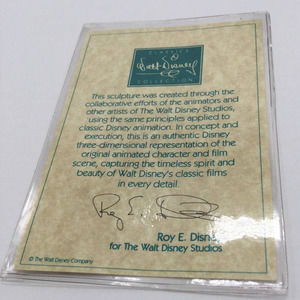 CLASSICS
Walt Disney
COLLECTION
This sculpture was created through the
collaborative efforts of the animators and
other artists of The Walt Disney Studios,
using the same principles applied to
classic Disney animation. In concept and
execution, this is an authentic Disney
three-dimensional representation of the
original animated character and film
scene, capturing the timeless spirit and
beauty of Walt Disney's classic films
in every detail.
Roy E. Disney
Roy E. Disney
for The Walt Disney Studios
© The Walt Disney Company